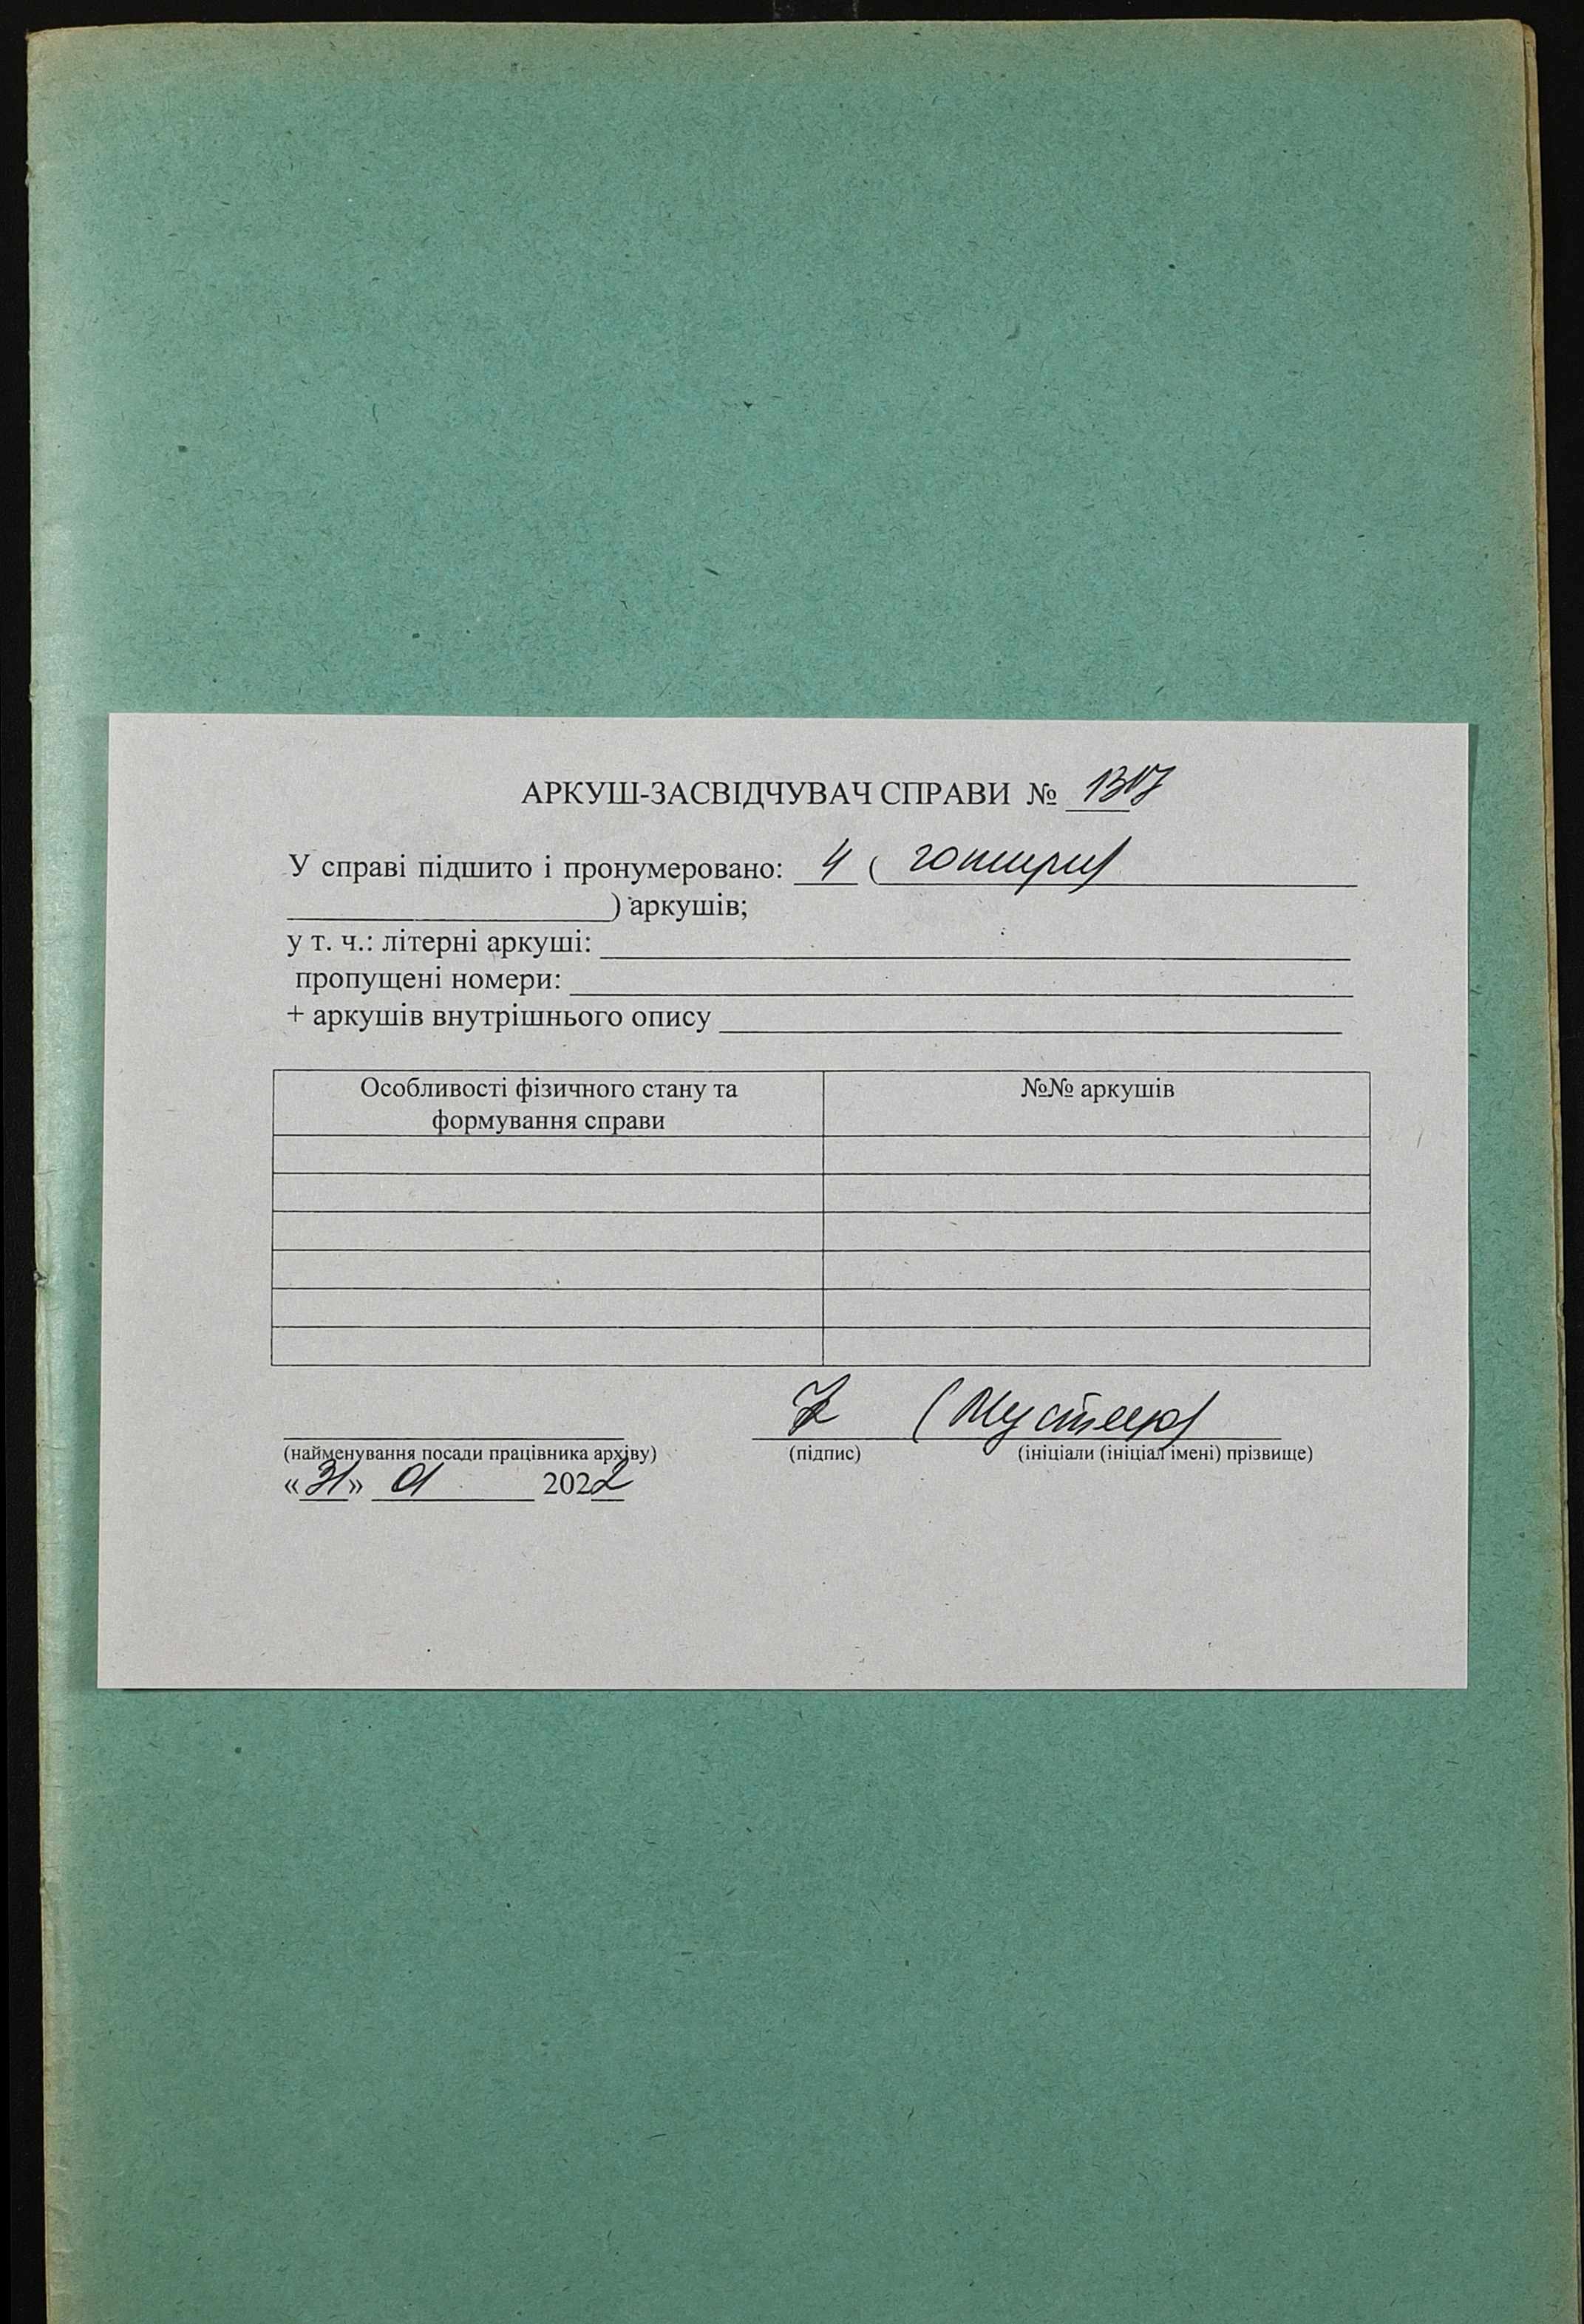 АРКУШ-ЗАСВІДЧУВАЧ СПРАВИ №
У справі підшито і пронумеровано: 4 ( чотири
) аркушів;
у т. ч.: літерні аркуші:
пропущені номери:
+ аркушів внутрішнього опису
Особливості фізичного стану та
формування справи
№№ аркушів
(найменування посади працівника архіву)
(підпис)
(ініціали (ініціал імені) прізвище)
«31» 01 2022